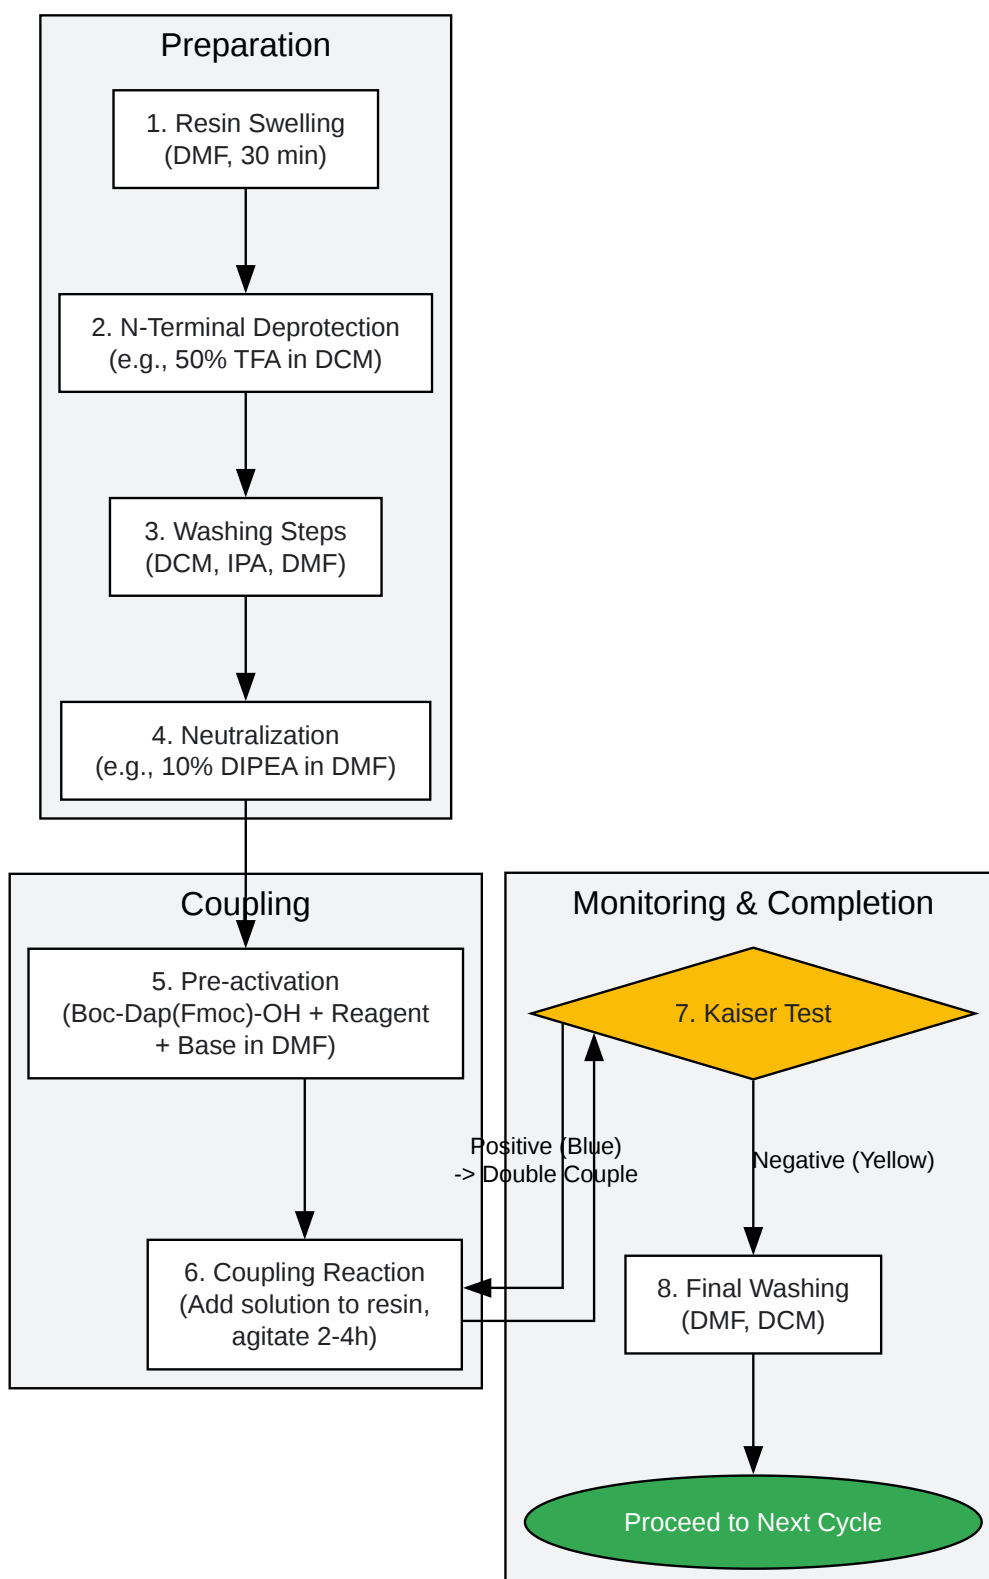 Preparation
1. Resin Swelling
(DMF, 30 min)
2. N-Terminal Deprotection
(e.g., 50% TFA in DCM)
3. Washing Steps
(DCM, IPA, DMF)
4. Neutralization
(e.g., 10% DIPEA in DMF)
Coupling
5. Pre-activation
(Boc-Dap(Fmoc)-OH + Reagent
+ Base in DMF)
6. Coupling Reaction
(Add solution to resin,
agitate 2-4h)
Monitoring & Completion
7. Kaiser Test
Positive (Blue)
-> Double Couple
Negative (Yellow)
8. Final Washing
(DMF, DCM)
Proceed to Next Cycle